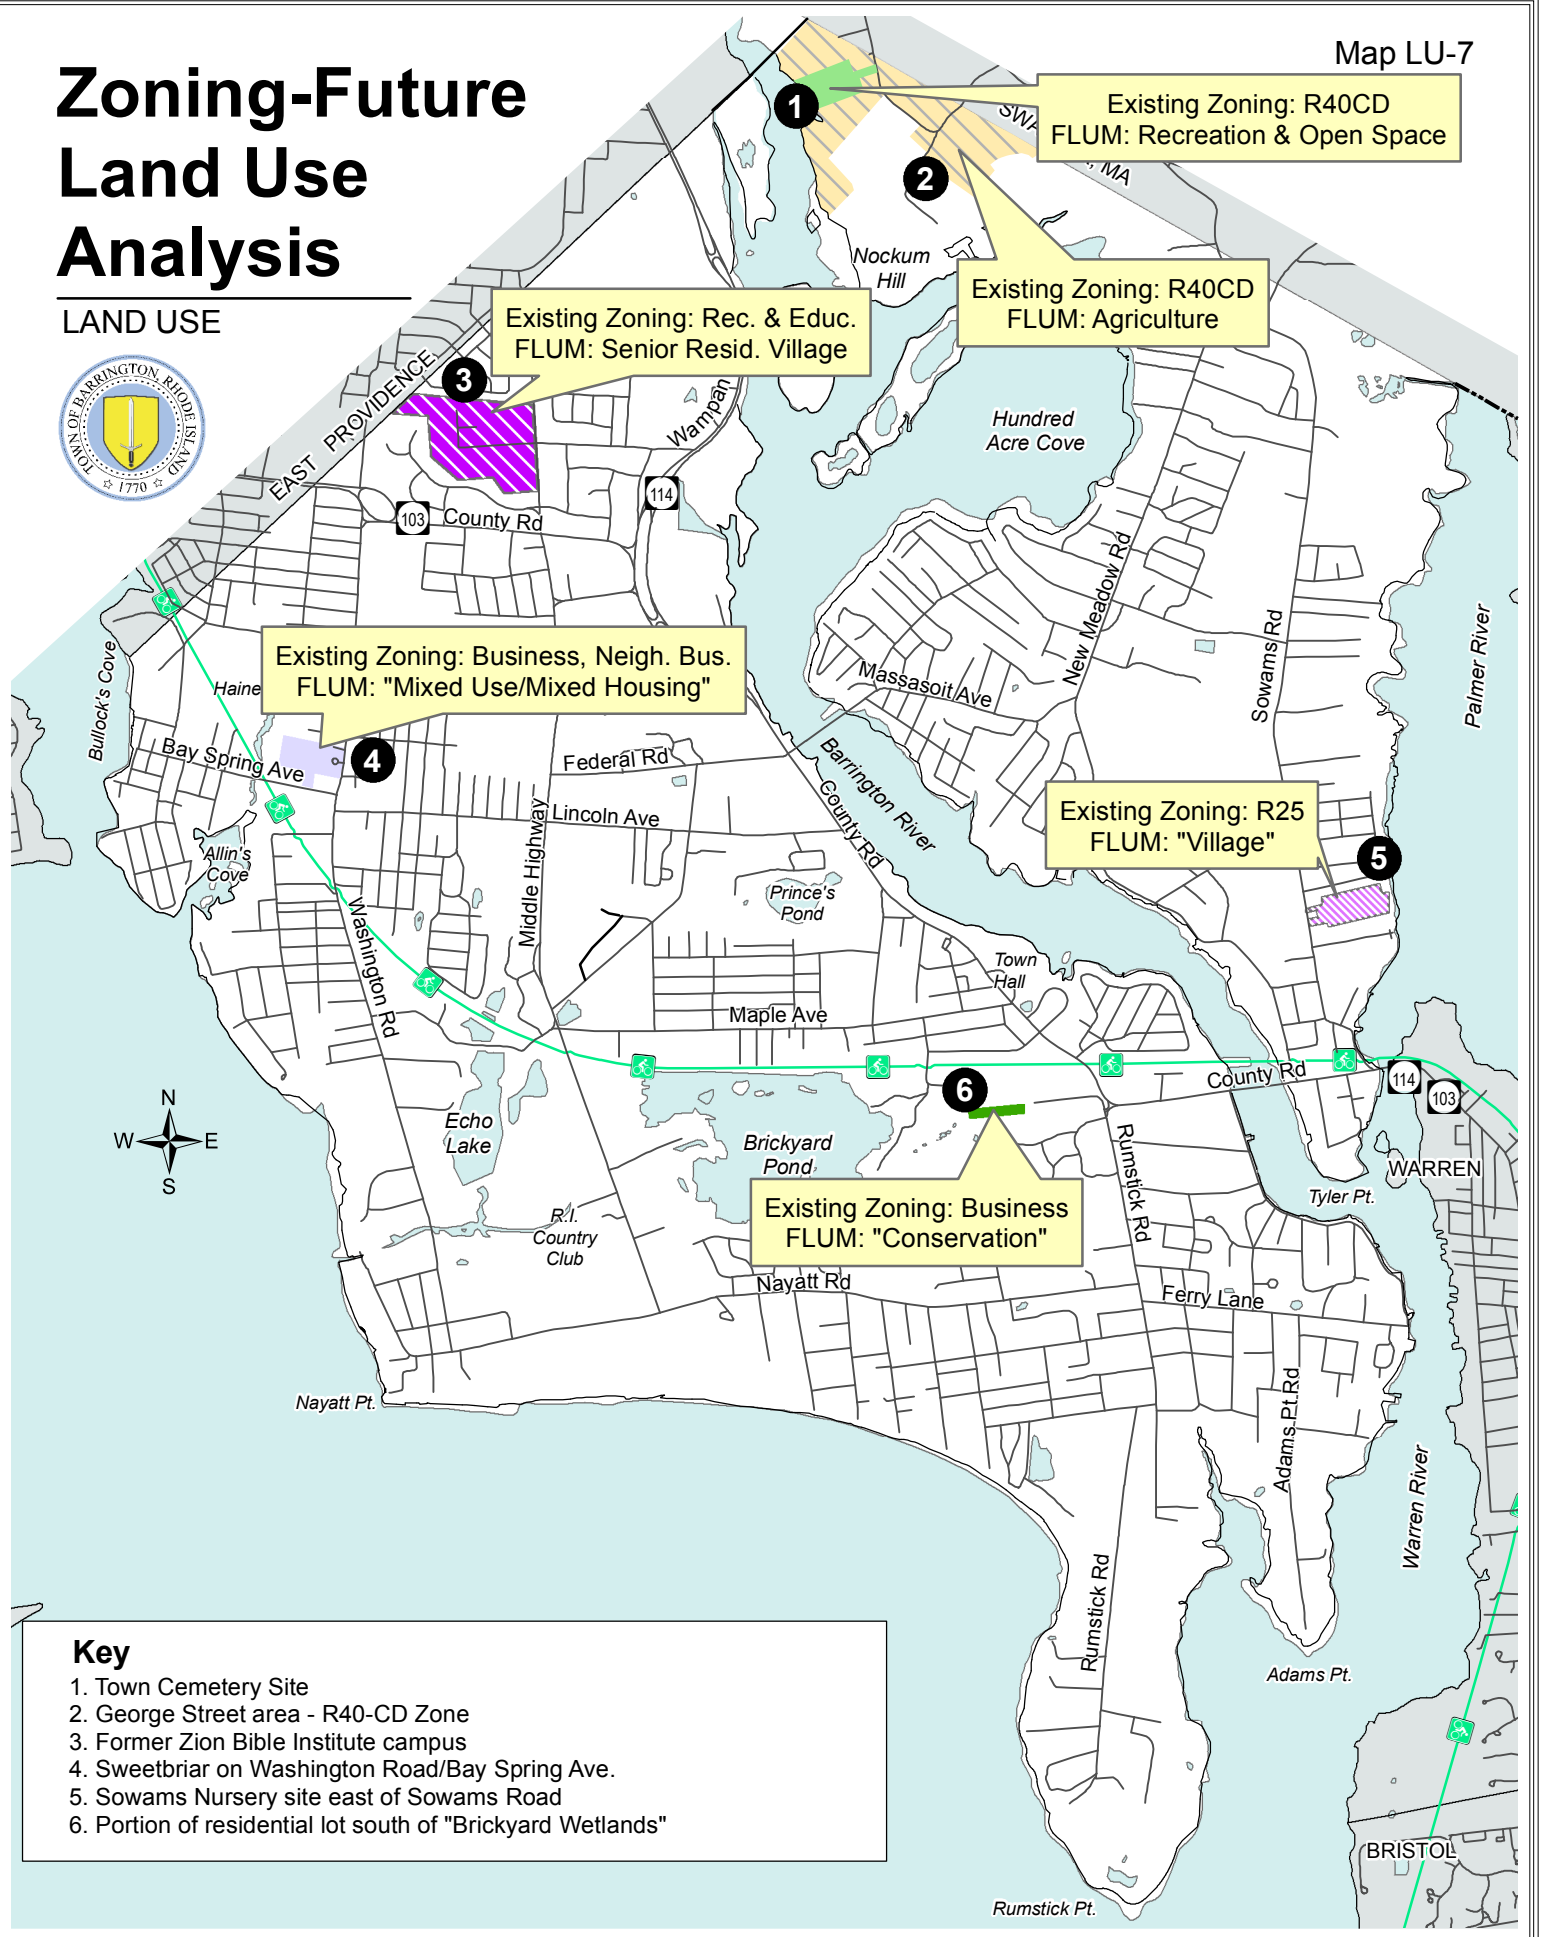 Map LU-7
Zoning-Future
Land Use
Analysis
LAND USE
TOWN OF BARRINGTON, RHODE ISLAND
1770
Existing Zoning: R40CD
FLUM: Recreation & Open Space
1
2
, MA
Nockum
Hill
Existing Zoning: R40CD
FLUM: Agriculture
Existing Zoning: Rec. & Educ.
FLUM: Senior Resid. Village
3
EAST PROVIDENCE
Wampan
Hundred
Acre Cove
114
103
County Rd
New Meadow Rd
Sowams Rd
Palmer River
Bullock's Cove
Existing Zoning: Business, Neigh. Bus.
FLUM: "Mixed Use/Mixed Housing"
Haine
Massasoit Ave
Bay Spring Ave
4
Federal Rd
Barrington River
County Rd
Lincoln Ave
Middle Highway
Existing Zoning: R25
FLUM: "Village"
5
Allin's
Cove
Prince's
Pond
Washington Rd
Town
Hall
Maple Ave
County Rd
114
103
6
N
W
E
S
Echo
Lake
Brickyard
Pond
Rumstick Rd
WARREN
Tyler Pt.
Existing Zoning: Business
FLUM: "Conservation"
R.I.
Country
Club
Nayatt Rd
Ferry Lane
Nayatt Pt.
Adams Pt Rd
Warren River
Rumstick Rd
Adams Pt.
Key
1. Town Cemetery Site
2. George Street area - R40-CD Zone
3. Former Zion Bible Institute campus
4. Sweetbriar on Washington Road/Bay Spring Ave.
5. Sowams Nursery site east of Sowams Road
6. Portion of residential lot south of "Brickyard Wetlands"
BRISTOL
Rumstick Pt.